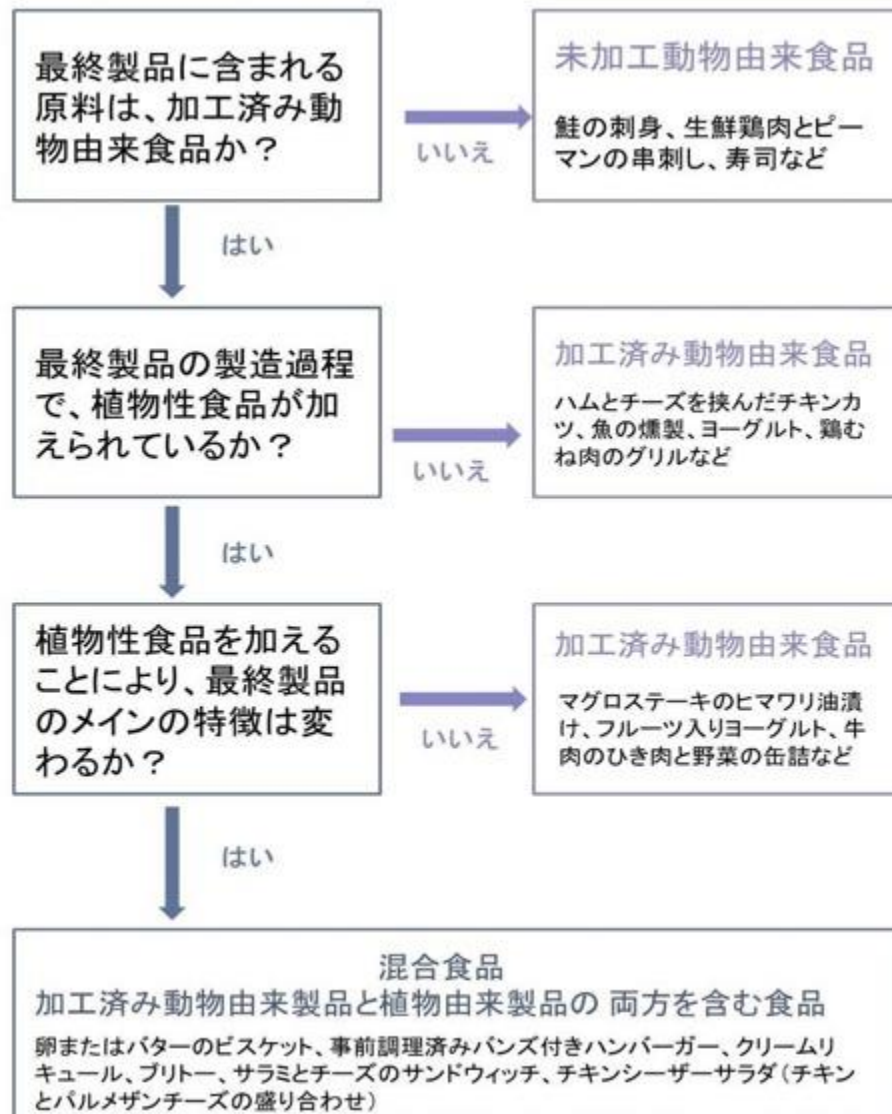 最終製品に含まれる
原料は、加工済み動
物由来食品か？
いいえ
未加工動物由来食品
鮭の刺身、生鮮鶏肉とピー
マンの串刺し、寿司など
はい
最終製品の製造過程
で、植物性食品が加
えられているか？
いいえ
加工済み動物由来食品
ハムとチーズを挟んだチキンカ
ツ、魚の燻製、ヨーグルト、鶏む
ね肉のグリルなど
はい
植物性食品を加える
ことにより、最終製品
のメインの特徴は変
わるか？
いいえ
加工済み動物由来食品
マグロステーキのヒマワリ油漬
け、フルーツ入りヨーグルト、牛
肉のひき肉と野菜の缶詰など
はい
混合食品
加工済み動物由来製品と植物由来製品の 両方を含む食品
卵またはバターのビスケット、事前調理済みバンズ付きハンバーガー、クリームリ
キュール、ブリトー、サラミとチーズのサンドウィッチ、チキンシーザーサラダ（チキン
とパルメザンチーズの盛り合わせ）